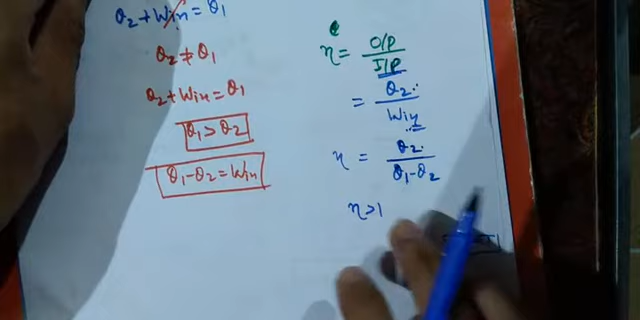 Q₂ + Win = Q₁
Q₂ ≠ Q₁
Q₂ + Win = Q₁
Q₁ > Q₂
Q₁ - Q₂ = Win
η = O/P / I/P
= Q₂ / Win
η = Q₂ / Q₁ - Q₂
η > 1